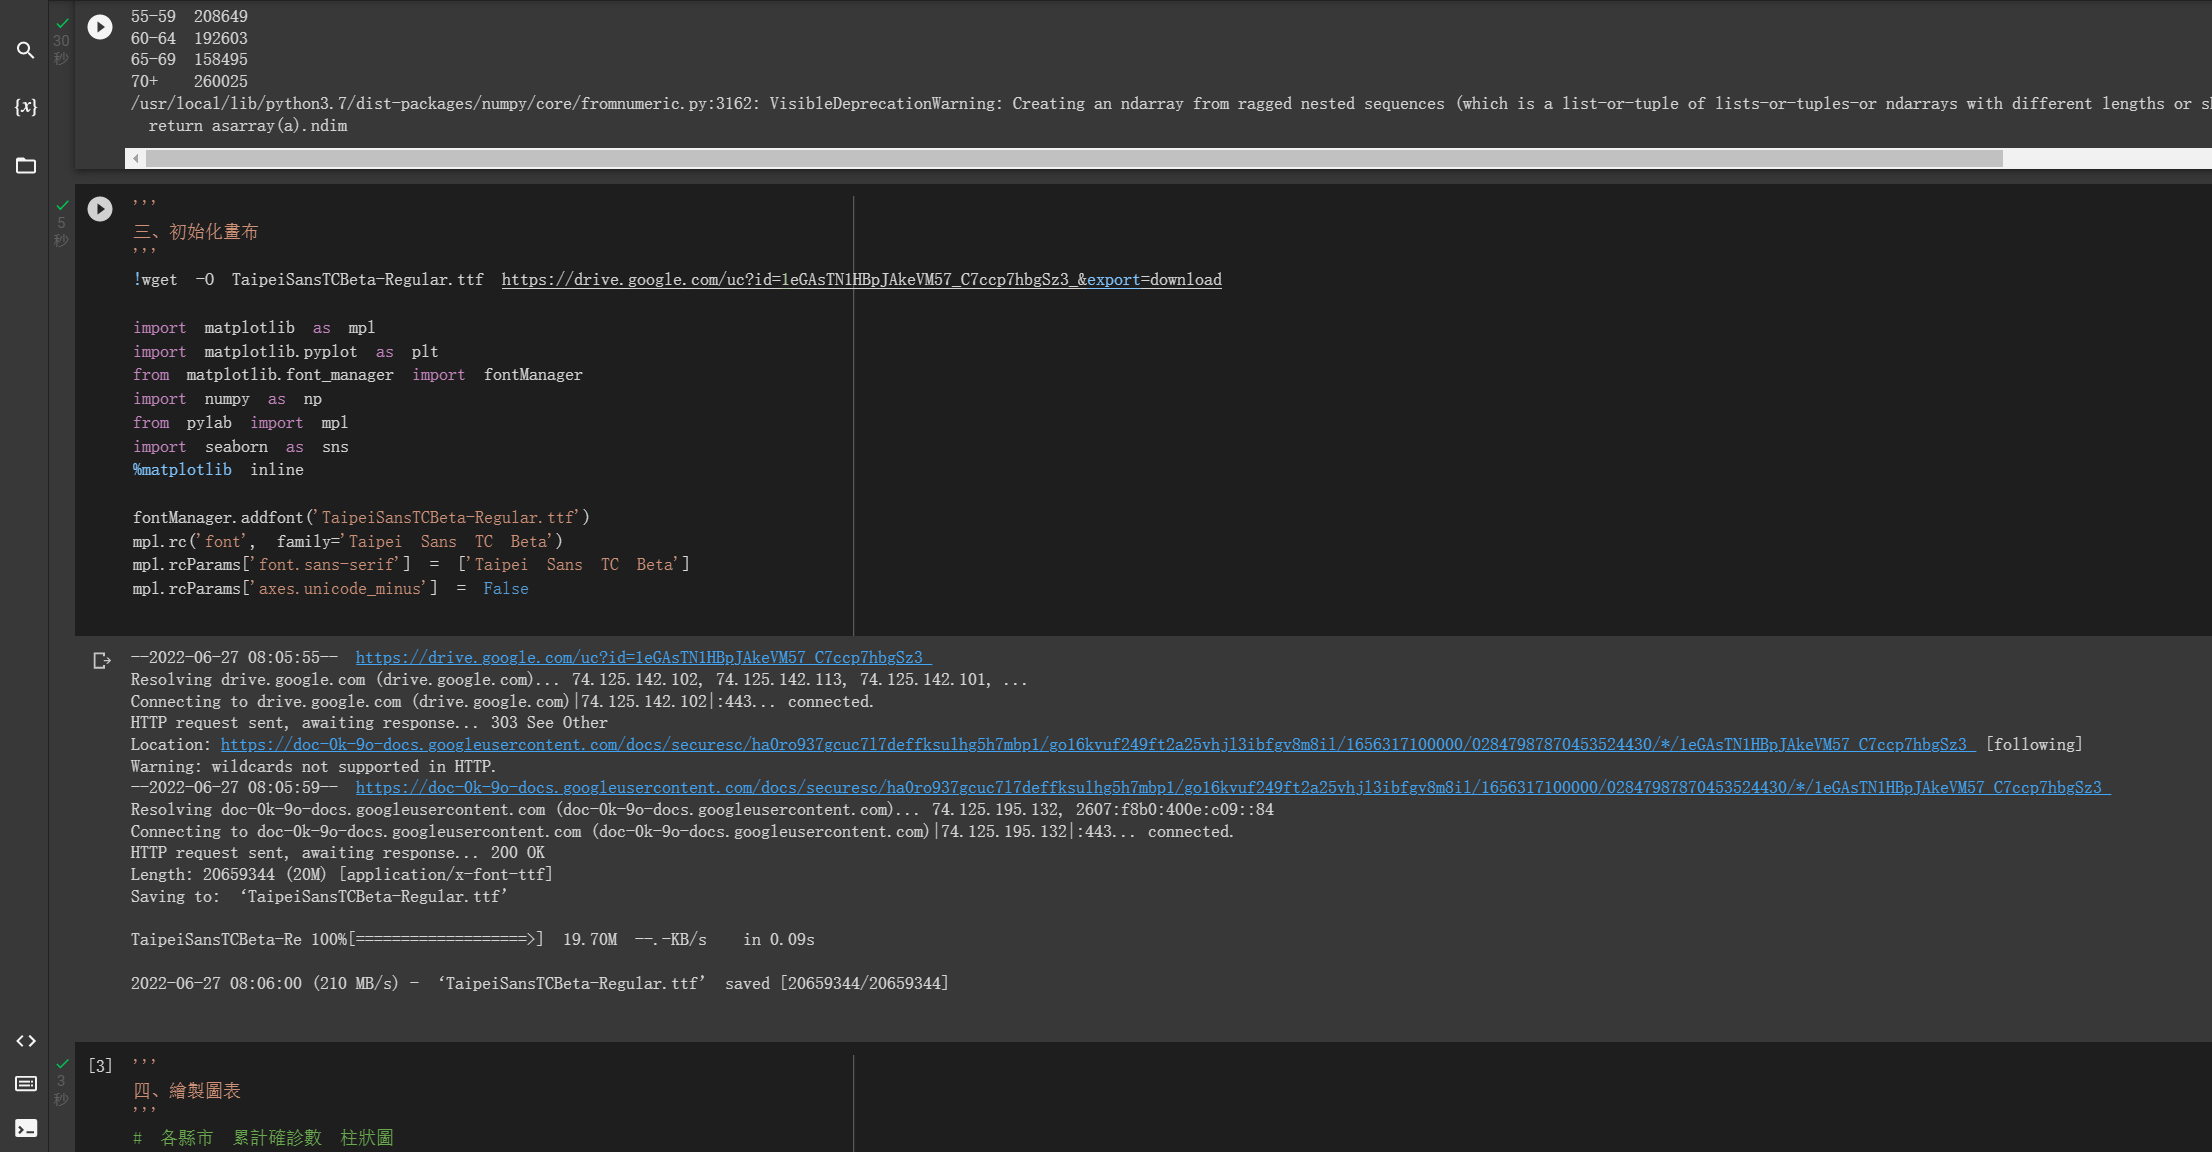 55-59  208649
60-64  192603
65-69  158495
70+    260025
/usr/local/lib/python3.7/dist-packages/numpy/core/fromnumeric.py:3162: VisibleDeprecationWarning: Creating an ndarray from ragged nested sequences (which is a list-or-tuple of lists-or-tuples-or ndarrays with different lengths or
  return asarray(a).ndim
30
秒
{x}
5
秒
'''
三、初始化畫布
'''
!wget -O TaipeiSansTCBeta-Regular.ttf https://drive.google.com/uc?id=1eGAsTN1HBpJAkeVM57_C7ccp7hbgSz3_&export=download
import matplotlib as mpl
import matplotlib.pyplot as plt
from matplotlib.font_manager import fontManager
import numpy as np
from pylab import mpl
import seaborn as sns
%matplotlib inline
fontManager.addfont('TaipeiSansTCBeta-Regular.ttf')
mpl.rc('font', family='Taipei Sans TC Beta')
mpl.rcParams['font.sans-serif'] = ['Taipei Sans TC Beta']
mpl.rcParams['axes.unicode_minus'] = False
--2022-06-27 08:05:55--  https://drive.google.com/uc?id=1eGAsTN1HBpJAkeVM57_C7ccp7hbgSz3_
Resolving drive.google.com (drive.google.com)... 74.125.142.102, 74.125.142.113, 74.125.142.101, ...
Connecting to drive.google.com (drive.google.com)|74.125.142.102|:443... connected.
HTTP request sent, awaiting response... 303 See Other
Location: https://doc-0k-9o-docs.googleusercontent.com/docs/securesc/ha0ro937gcuc7l7deffksulhg5h7mbp1/go16kvuf249ft2a25vhjl3ibfgv8m8il/1656317100000/02847987870453524430/*/1eGAsTN1HBpJAkeVM57_C7ccp7hbgSz3_ [following]
Warning: wildcards not supported in HTTP.
--2022-06-27 08:05:59--  https://doc-0k-9o-docs.googleusercontent.com/docs/securesc/ha0ro937gcuc7l7deffksulhg5h7mbp1/go16kvuf249ft2a25vhjl3ibfgv8m8il/1656317100000/02847987870453524430/*/1eGAsTN1HBpJAkeVM57_C7ccp7hbgSz3_
Resolving doc-0k-9o-docs.googleusercontent.com (doc-0k-9o-docs.googleusercontent.com)... 74.125.195.132, 2607:f8b0:400e:c09::84
Connecting to doc-0k-9o-docs.googleusercontent.com (doc-0k-9o-docs.googleusercontent.com)|74.125.195.132|:443... connected.
HTTP request sent, awaiting response... 200 OK
Length: 20659344 (20M) [application/x-font-ttf]
Saving to: ‘TaipeiSansTCBeta-Regular.ttf’
TaipeiSansTCBeta-Re 100%[===================>]  19.70M  --.-KB/s    in 0.09s
2022-06-27 08:06:00 (210 MB/s) - ‘TaipeiSansTCBeta-Regular.ttf’ saved [20659344/20659344]
3
秒
[3]
'''
四、繪製圖表
'''
# 各縣市 累計確診數 柱狀圖